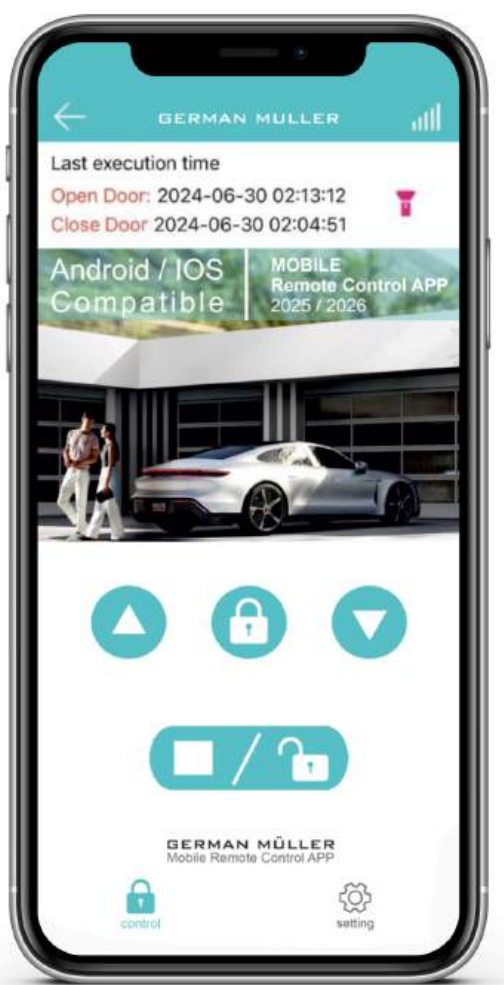 GERMAN MULLER
Last execution time
Open Door: 2024-06-30 02:13:12
Close Door 2024-06-30 02:04:51
Android / IOS
Compatible
MOBILE
Remote Control APP
2025 / 2026
GERMAN MÜLLER
Mobile Remote Control APP
control
setting